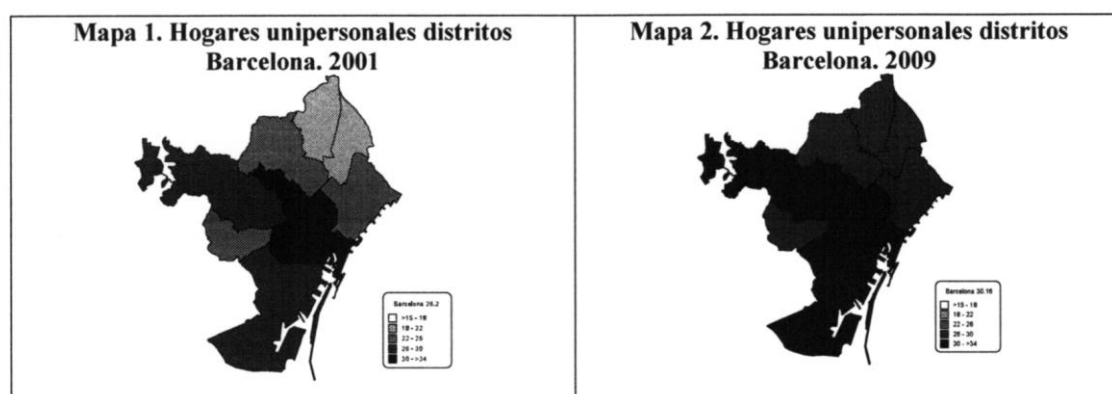 Mapa 1. Hogares unipersonales distritos
Barcelona. 2001
Barcelona 26.2
>15 - 18
18 - 22
22 - 26
26 - 30
30 - >34
Mapa 2. Hogares unipersonales distritos
Barcelona. 2009
Barcelona 30.16
>15 - 18
18 - 22
22 - 26
26 - 30
30 - >34